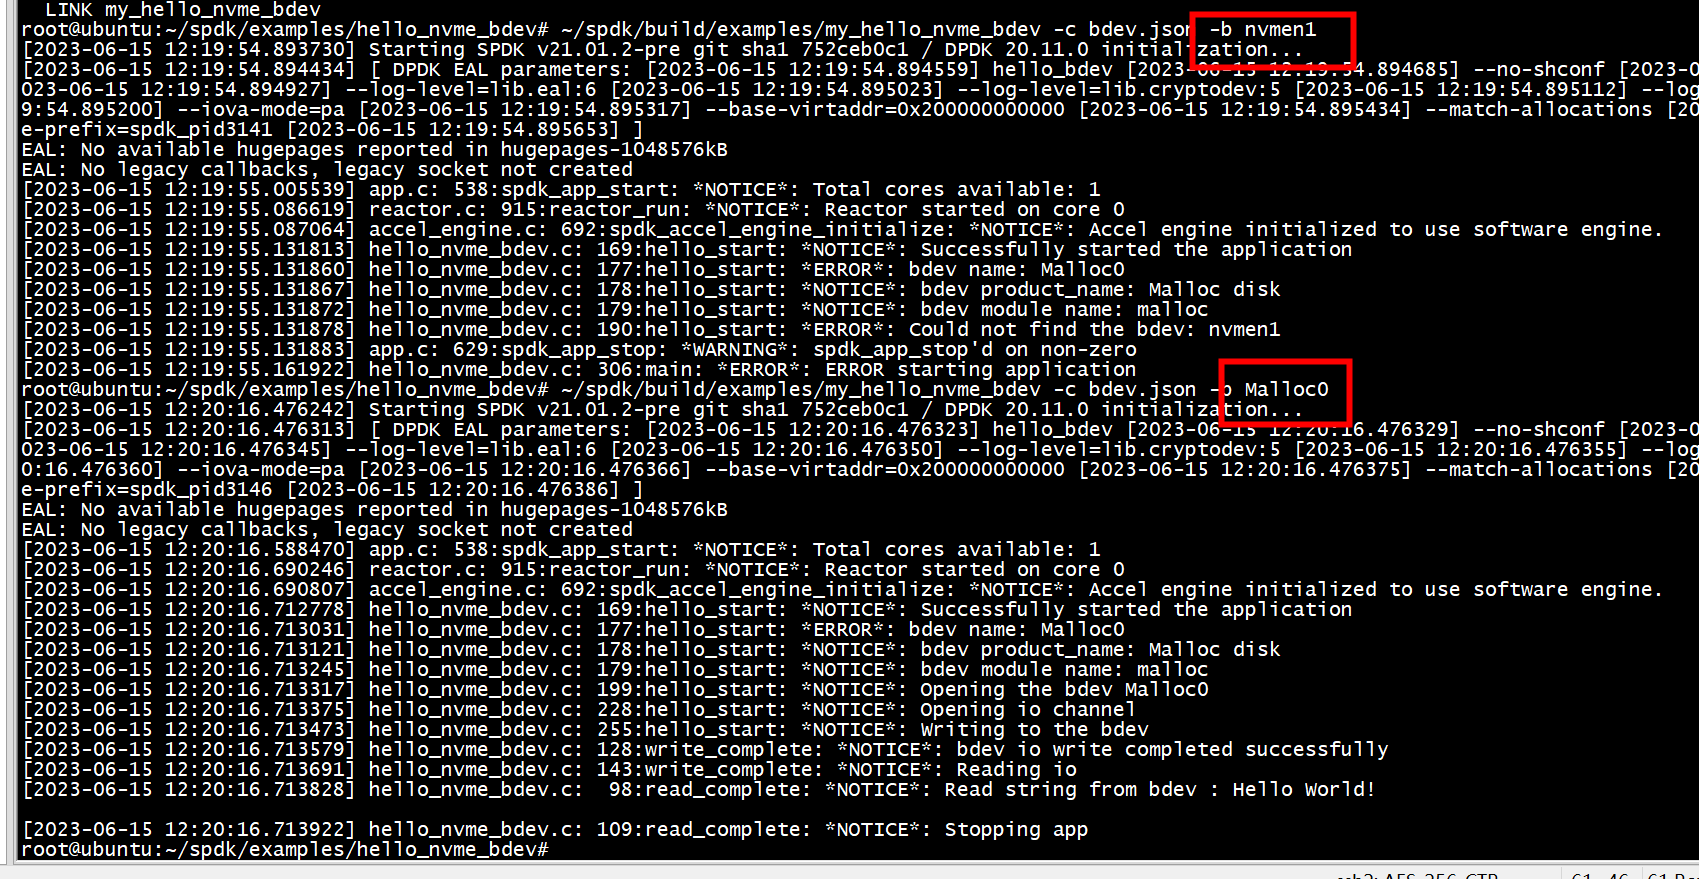 LINK my_hello_nvme_bdev
root@ubuntu:~/spdk/examples/hello_nvme_bdev# ~/spdk/build/examples/my_hello_nvme_bdev -c bdev.json -b nvmen1
[2023-06-15 12:19:54.893730] Starting SPDK v21.01.2-pre git sha1 752ceb0c1 / DPDK 20.11.0 initialization...
[2023-06-15 12:19:54.894434] [ DPDK EAL parameters: [2023-06-15 12:19:54.894559] hello_bdev [2023-06-15 12:19:54.894685] --no-shconf [2023-0
023-06-15 12:19:54.894927] --log-level=lib.eal:6 [2023-06-15 12:19:54.895023] --log-level=lib.cryptodev:5 [2023-06-15 12:19:54.895112] --log
9:54.895200] --iova-mode=pa [2023-06-15 12:19:54.895317] --base-virtaddr=0x200000000000 [2023-06-15 12:19:54.895434] --match-allocations [20
e-prefix=spdk_pid3141 [2023-06-15 12:19:54.895653] ]
EAL: No available hugepages reported in hugepages-1048576kB
EAL: No legacy callbacks, legacy socket not created
[2023-06-15 12:19:55.005539] app.c: 538:spdk_app_start: *NOTICE*: Total cores available: 1
[2023-06-15 12:19:55.086619] reactor.c: 915:reactor_run: *NOTICE*: Reactor started on core 0
[2023-06-15 12:19:55.087064] accel_engine.c: 692:spdk_accel_engine_initialize: *NOTICE*: Accel engine initialized to use software engine.
[2023-06-15 12:19:55.131813] hello_nvme_bdev.c: 169:hello_start: *NOTICE*: Successfully started the application
[2023-06-15 12:19:55.131860] hello_nvme_bdev.c: 177:hello_start: *ERROR*: bdev name: Malloc0
[2023-06-15 12:19:55.131867] hello_nvme_bdev.c: 178:hello_start: *NOTICE*: bdev product_name: Malloc disk
[2023-06-15 12:19:55.131872] hello_nvme_bdev.c: 179:hello_start: *NOTICE*: bdev module name: malloc
[2023-06-15 12:19:55.131878] hello_nvme_bdev.c: 190:hello_start: *ERROR*: Could not find the bdev: nvmen1
[2023-06-15 12:19:55.131883] app.c: 629:spdk_app_stop: *WARNING*: spdk_app_stop'd on non-zero
[2023-06-15 12:19:55.161922] hello_nvme_bdev.c: 306:main: *ERROR*: ERROR starting application
root@ubuntu:~/spdk/examples/hello_nvme_bdev# ~/spdk/build/examples/my_hello_nvme_bdev -c bdev.json -b Malloc0
[2023-06-15 12:20:16.476242] Starting SPDK v21.01.2-pre git sha1 752ceb0c1 / DPDK 20.11.0 initialization...
[2023-06-15 12:20:16.476313] [ DPDK EAL parameters: [2023-06-15 12:20:16.476323] hello_bdev [2023-06-15 12:20:16.476329] --no-shconf [2023-0
023-06-15 12:20:16.476345] --log-level=lib.eal:6 [2023-06-15 12:20:16.476350] --log-level=lib.cryptodev:5 [2023-06-15 12:20:16.476355] --log
0:16.476360] --iova-mode=pa [2023-06-15 12:20:16.476366] --base-virtaddr=0x200000000000 [2023-06-15 12:20:16.476375] --match-allocations [20
e-prefix=spdk_pid3146 [2023-06-15 12:20:16.476386] ]
EAL: No available hugepages reported in hugepages-1048576kB
EAL: No legacy callbacks, legacy socket not created
[2023-06-15 12:20:16.588470] app.c: 538:spdk_app_start: *NOTICE*: Total cores available: 1
[2023-06-15 12:20:16.690246] reactor.c: 915:reactor_run: *NOTICE*: Reactor started on core 0
[2023-06-15 12:20:16.690807] accel_engine.c: 692:spdk_accel_engine_initialize: *NOTICE*: Accel engine initialized to use software engine.
[2023-06-15 12:20:16.712778] hello_nvme_bdev.c: 169:hello_start: *NOTICE*: Successfully started the application
[2023-06-15 12:20:16.713031] hello_nvme_bdev.c: 177:hello_start: *ERROR*: bdev name: Malloc0
[2023-06-15 12:20:16.713121] hello_nvme_bdev.c: 178:hello_start: *NOTICE*: bdev product_name: Malloc disk
[2023-06-15 12:20:16.713245] hello_nvme_bdev.c: 179:hello_start: *NOTICE*: bdev module name: malloc
[2023-06-15 12:20:16.713317] hello_nvme_bdev.c: 199:hello_start: *NOTICE*: Opening the bdev Malloc0
[2023-06-15 12:20:16.713375] hello_nvme_bdev.c: 228:hello_start: *NOTICE*: Opening io channel
[2023-06-15 12:20:16.713473] hello_nvme_bdev.c: 255:hello_start: *NOTICE*: Writing to the bdev
[2023-06-15 12:20:16.713579] hello_nvme_bdev.c: 128:write_complete: *NOTICE*: bdev io write completed successfully
[2023-06-15 12:20:16.713691] hello_nvme_bdev.c: 143:write_complete: *NOTICE*: Reading io
[2023-06-15 12:20:16.713828] hello_nvme_bdev.c:  98:read_complete: *NOTICE*: Read string from bdev : Hello World!
[2023-06-15 12:20:16.713922] hello_nvme_bdev.c: 109:read_complete: *NOTICE*: Stopping app
root@ubuntu:~/spdk/examples/hello_nvme_bdev#